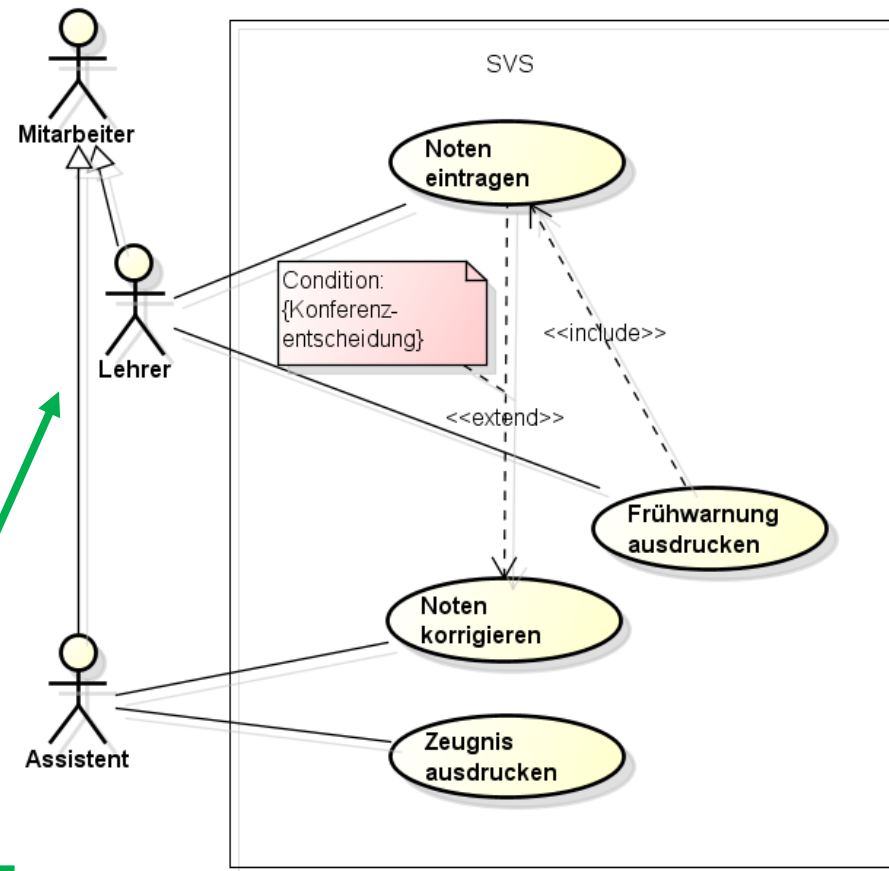 SVS
Mitarbeiter
Noten
eintragen
Condition:
{Konferenz-
entscheidung}
<<include>>
Lehrer
<<extend>>
Frühwarnung
ausdrucken
Noten
korrigieren
Assistent
Zeugnis
ausdrucken